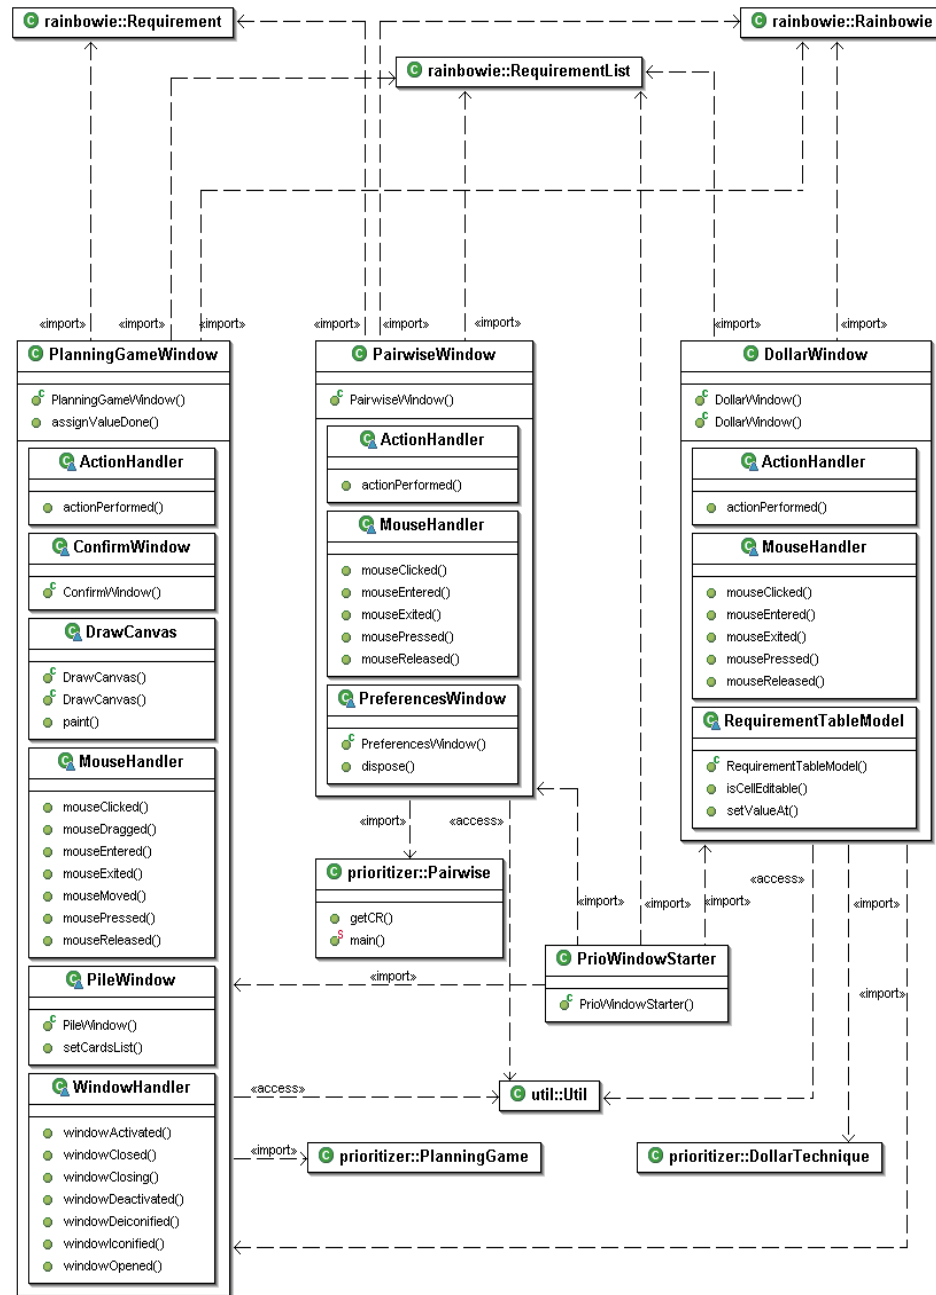 rainbowie::Requirement
rainbowie::Rainbowie
rainbowie::RequirementList
«import»
«import»
«import»
«import»
«import»
«import»
«import»
«import»
PlanningGameWindow
PlanningGameWindow()
assignValueDone()
ActionHandler
actionPerformed()
ConfirmWindow
ConfirmWindow()
DrawCanvas
DrawCanvas()
DrawCanvas()
paint()
MouseHandler
mouseClicked()
mouseDragged()
mouseEntered()
mouseExited()
mouseMoved()
mousePressed()
mouseReleased()
PileWindow
PileWindow()
setCardsList()
WindowHandler
windowActivated()
windowClosed()
windowClosing()
windowDeactivated()
windowDeiconified()
windowIconified()
windowOpened()
PairwiseWindow
PairwiseWindow()
ActionHandler
actionPerformed()
MouseHandler
mouseClicked()
mouseEntered()
mouseExited()
mousePressed()
mouseReleased()
PreferencesWindow
PreferencesWindow()
dispose()
DollarWindow
DollarWindow()
DollarWindow()
ActionHandler
actionPerformed()
MouseHandler
mouseClicked()
mouseEntered()
mouseExited()
mousePressed()
mouseReleased()
RequirementTableModel
RequirementTableModel()
isCellEditable()
setValueAt()
«import»
«access»
prioritizer::Pairwise
getCR()
main()
«import»
«import»
«import»
«access»
«import»
«import»
PrioWindowStarter
PrioWindowStarter()
«access»
util::Util
«import»
prioritizer::PlanningGame
prioritizer::DollarTechnique